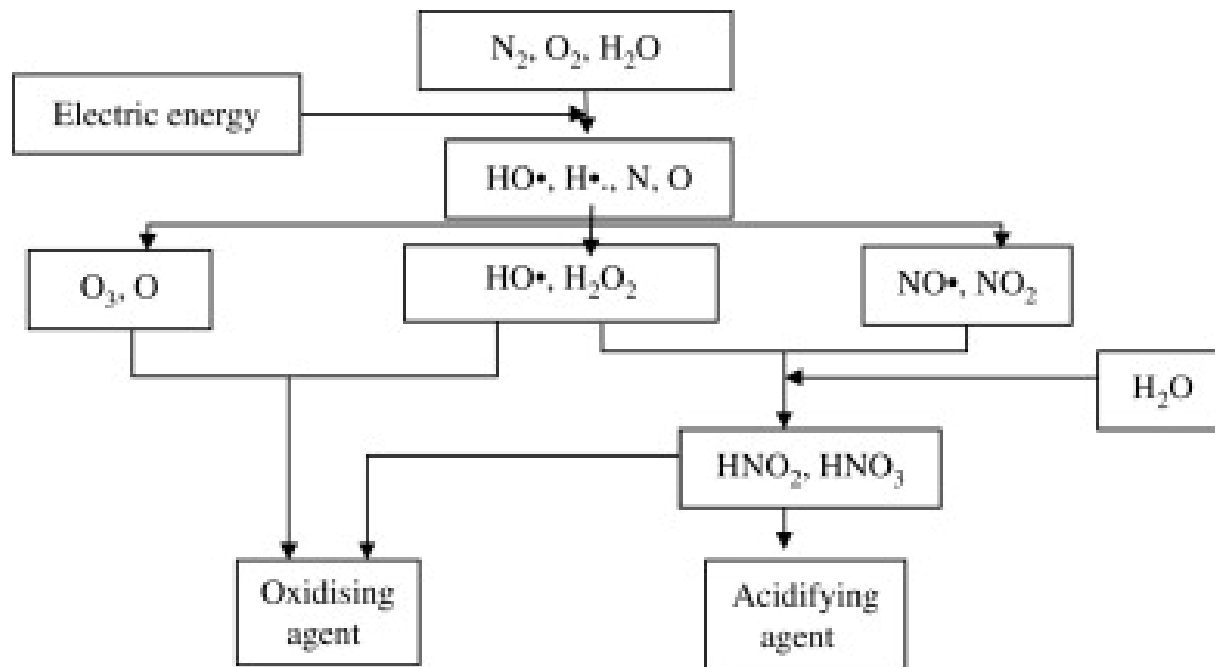 N₂, O₂, H₂O
Electric energy
HO•, H•., N, O
O₃, O
HO•, H₂O₂
NO•, NO₂
H₂O
HNO₂, HNO₃
Oxidising
agent
Acidifying
agent